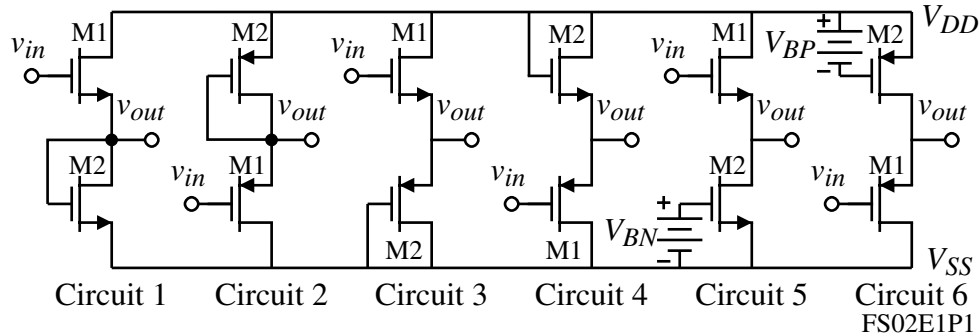 M1 M2 M1 M2 M1 M2 V_DD
v_in v_in v_in V_BP
v_out v_out v_out v_out v_out v_out
M2 M1 M2 M1
v_in v_in v_in
V_BN
M2 M1
V_SS
Circuit 1 Circuit 2 Circuit 3 Circuit 4 Circuit 5 Circuit 6
FS02E1P1